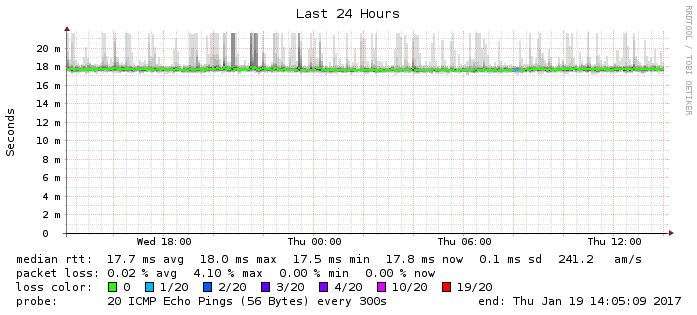 Last 24 Hours
RRDTOOL / TOBI OETIKER
Seconds
20 m
18 m
16 m
14 m
12 m
10 m
8 m
6 m
4 m
2 m
0
Wed 18:00 Thu 00:00 Thu 06:00 Thu 12:00
median rtt: 17.7 ms avg 18.0 ms max 17.5 ms min 17.8 ms now 0.1 ms sd 241.2 am/s
packet loss: 0.02 % avg 4.10 % max 0.00 % min 0.00 % now
loss color: 0 1/20 2/20 3/20 4/20 10/20 19/20
probe: 20 ICMP Echo Pings (56 Bytes) every 300s end: Thu Jan 19 14:05:09 2017